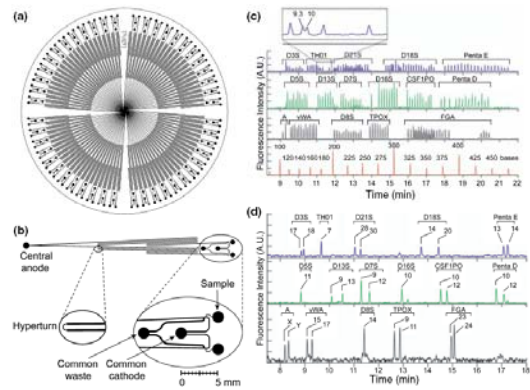 (a)
(b)
Central
anode
Sample
Hyperturn
Common
waste
Common
cathode
5 mm
(c)
9.3 10
D3S TH01 D21S D18S Penta E
D5S D13S D7S D16S CSF1PO Penta D
A vWA D8S TPOX FGA
100 200 300 400
120 140 160 180 225 250 275 325 350 375 425 450 bases
9 10 11 12 13 14 15 16 17 18 19 20 21 22
Time (min)
Fluorescence Intensity (A.U.)
(d)
D3S TH01 D21S D18S Penta E
17 18 7 28 30 14 20 13 14
D5S D13S D7S D16S CSF1PO Penta D
11 9 13 9 12 10 10 12 10 12
A vWA D8S TPOX FGA
X Y 15 17 14 9 11 23 24
8 9 10 11 12 13 14 15 16 17 18
Time (min)
Fluorescence Intensity (A.U.)